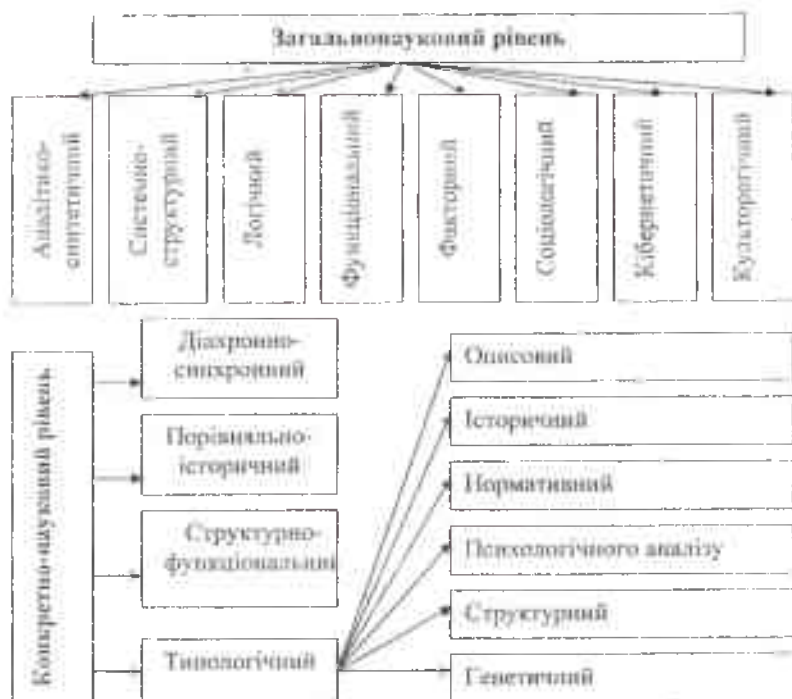 Загальнонауковий рівень
Аналітико-
синтетичний
Системно-
структурний
Логічний
Функціональний
Факторний
Соціологічний
Кібернетичний
Культорогічний
Конкретно-науковий рівень
Діахронно-
синхронний
Порівняльно-
історичний
Структурно-
функціональний
Типологічний
Описовий
Історичний
Нормативний
Психологічного аналізу
Структурний
Генетичний